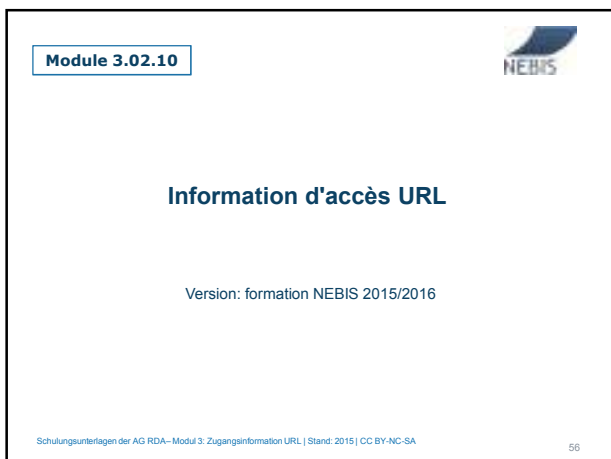 Module 3.02.10
NEBIS
Information d'accès URL
Version: formation NEBIS 2015/2016
Schulungsunterlagen der AG RDA– Modul 3: Zugangsinformation URL | Stand: 2015 | CC BY-NC-SA
56